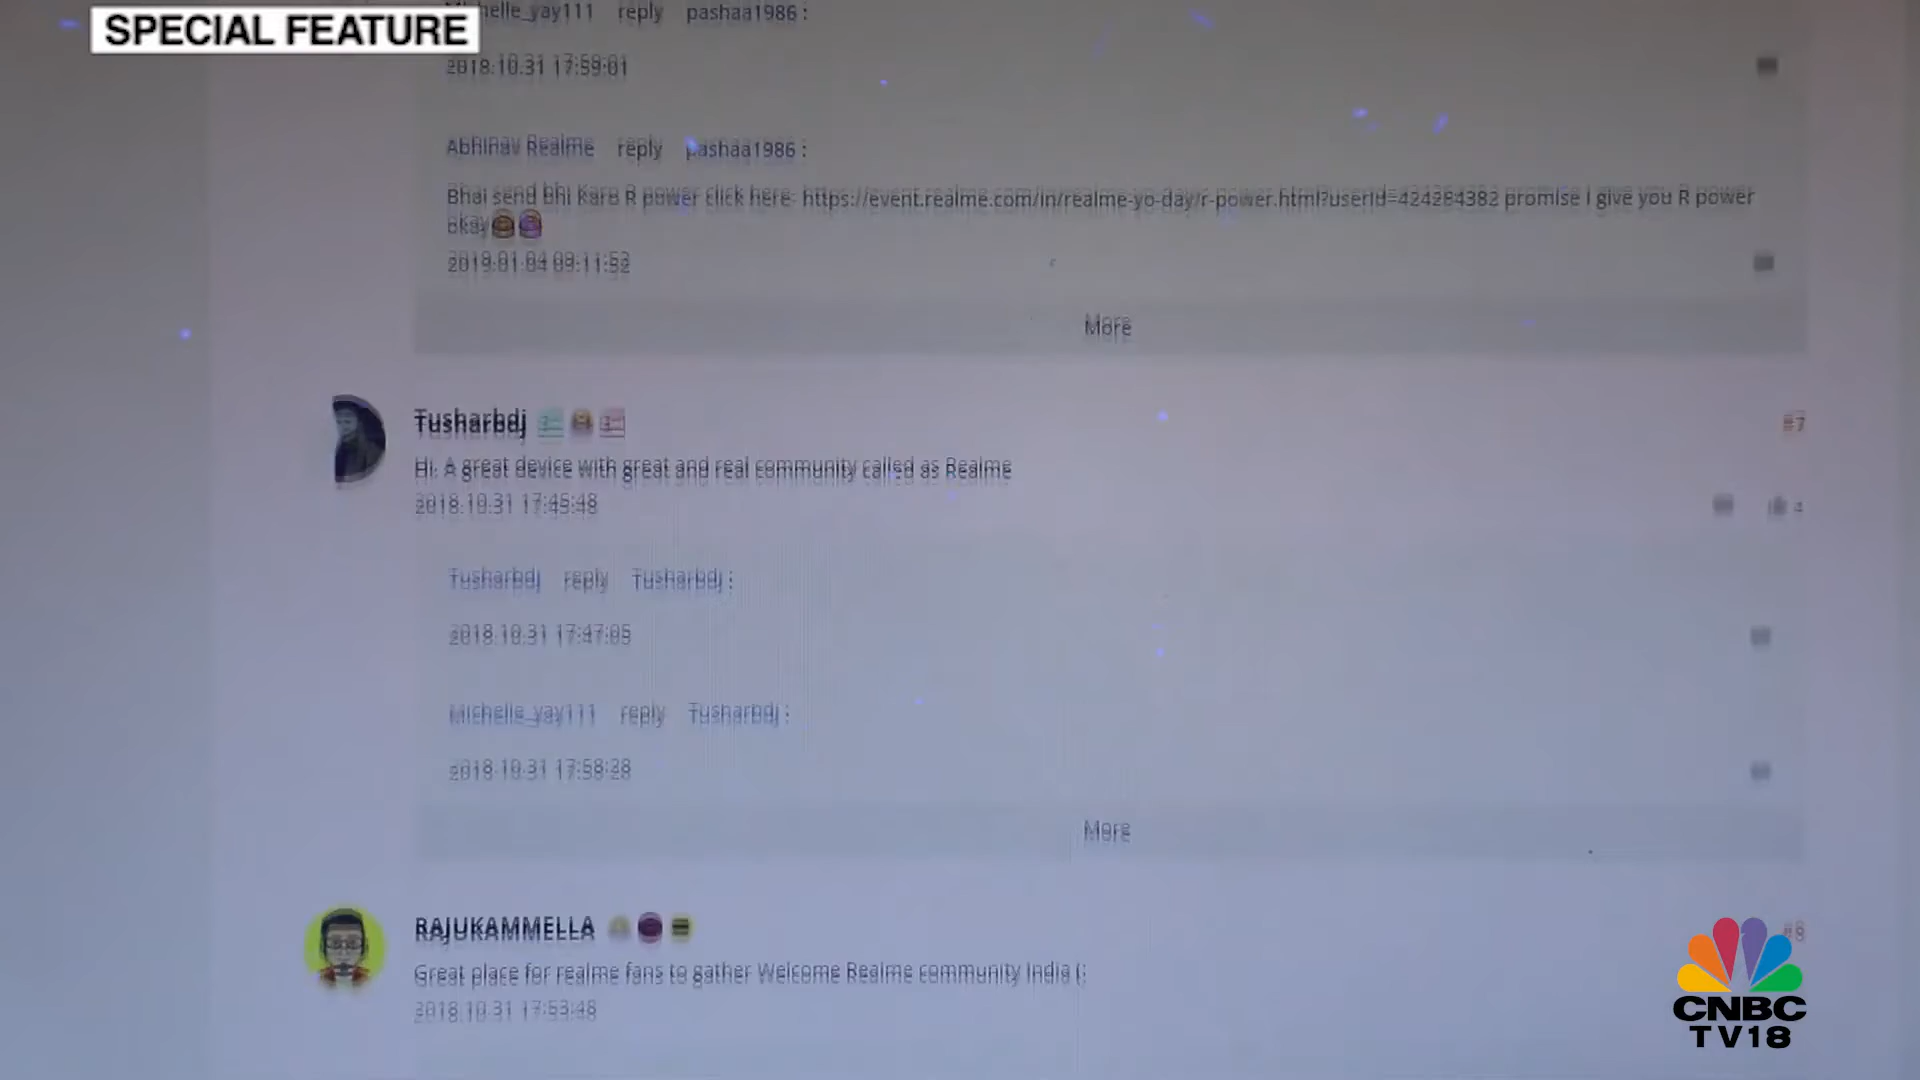 SPECIAL FEATURE
Michelle_yay111 reply pashaa1986 :
2018.10.31 17:59:01
Abhinav Realme reply pashaa1986 :
Bhai send bhi Karo R power click here- https://event.realme.com/in/realme-yo-day/r-power.html?userId=424284382 promise I give you R power
okay
2019.01.04 09:11:52
More
Tusharbdj
#7
Hi. A great device with great and real community called as Realme
2018.10.31 17:45:48
4
Tusharbdj reply Tusharbdj :
2018.10.31 17:47:05
Michelle_yay111 reply Tusharbdj :
2018.10.31 17:58:28
More
RAJUKAMMELLA
#8
Great place for realme fans to gather Welcome Realme community India (:
2018.10.31 17:53:48
CNBC
TV18